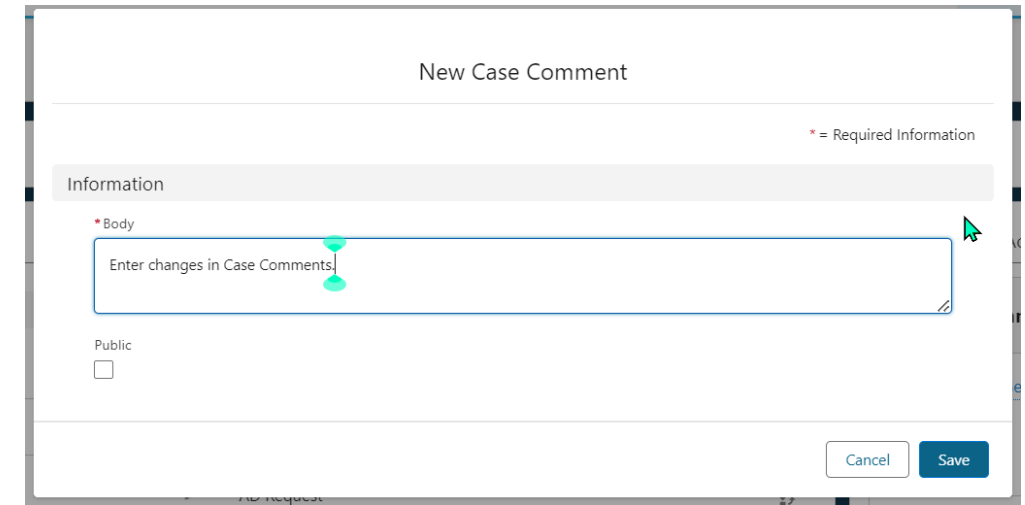 New Case Comment
* = Required Information
Information
* Body
Enter changes in Case Comments.
Public
Cancel
Save
AD Request